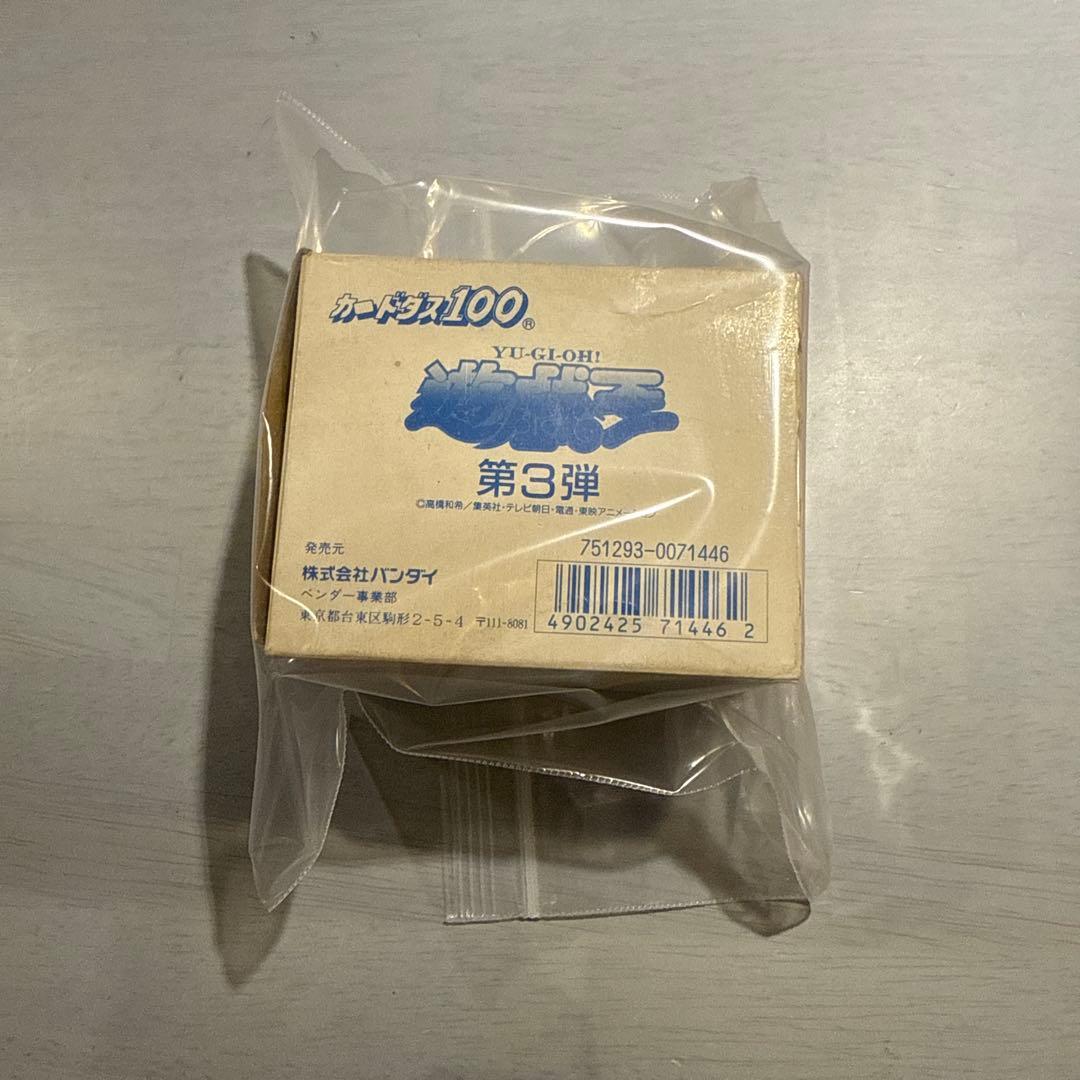 カードダス100®
YU-GI-OH!
遊戯王
第3弾
©高橋和希／集英社・テレビ朝日・電通・東映アニメーション
発売元
株式会社バンダイ
ベンダー事業部
東京都台東区駒形2-5-4 〒111-8081
751293-0071446
4902425 71446 2